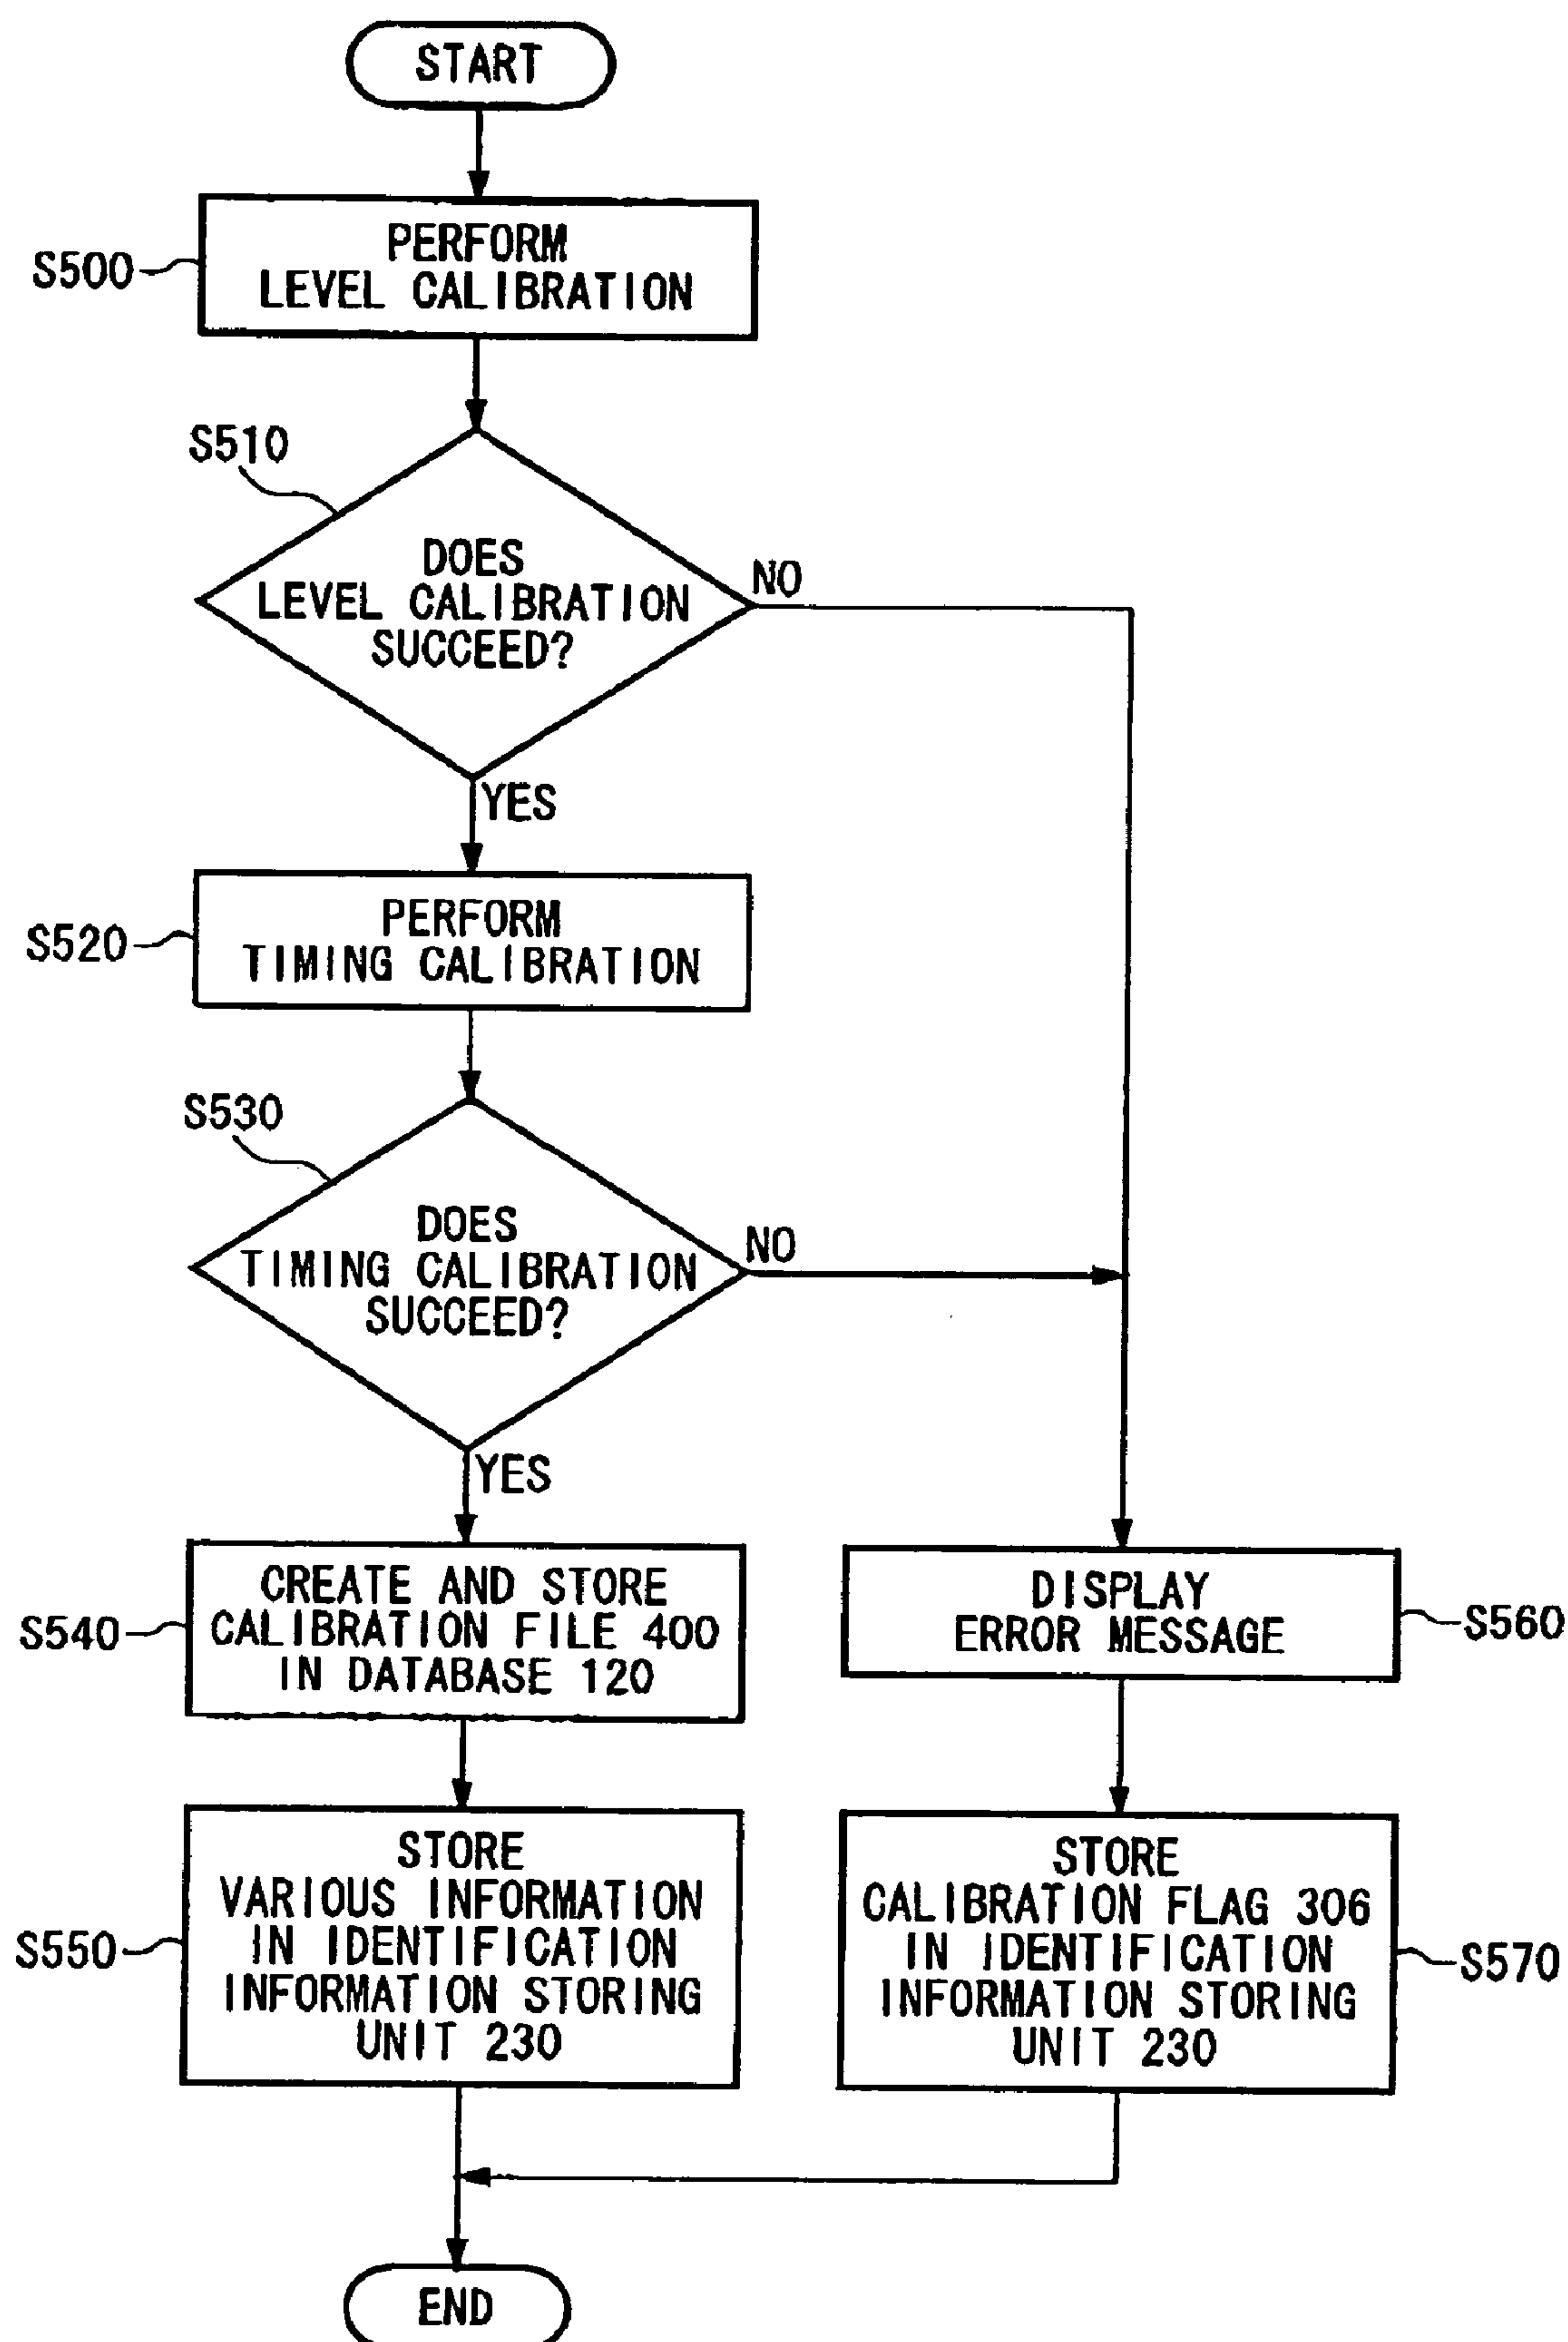 START
S500
PERFORM
LEVEL CALIBRATION
S510
DOES
LEVEL CALIBRATION
SUCCEED?
NO
YES
S520
PERFORM
TIMING CALIBRATION
S530
DOES
TIMING CALIBRATION
SUCCEED?
NO
YES
S540
CREATE AND STORE
CALIBRATION FILE 400
IN DATABASE 120
DISPLAY
ERROR MESSAGE
S560
S550
STORE
VARIOUS INFORMATION
IN IDENTIFICATION
INFORMATION STORING
UNIT 230
STORE
CALIBRATION FLAG 306
IN IDENTIFICATION
INFORMATION STORING
UNIT 230
S570
END